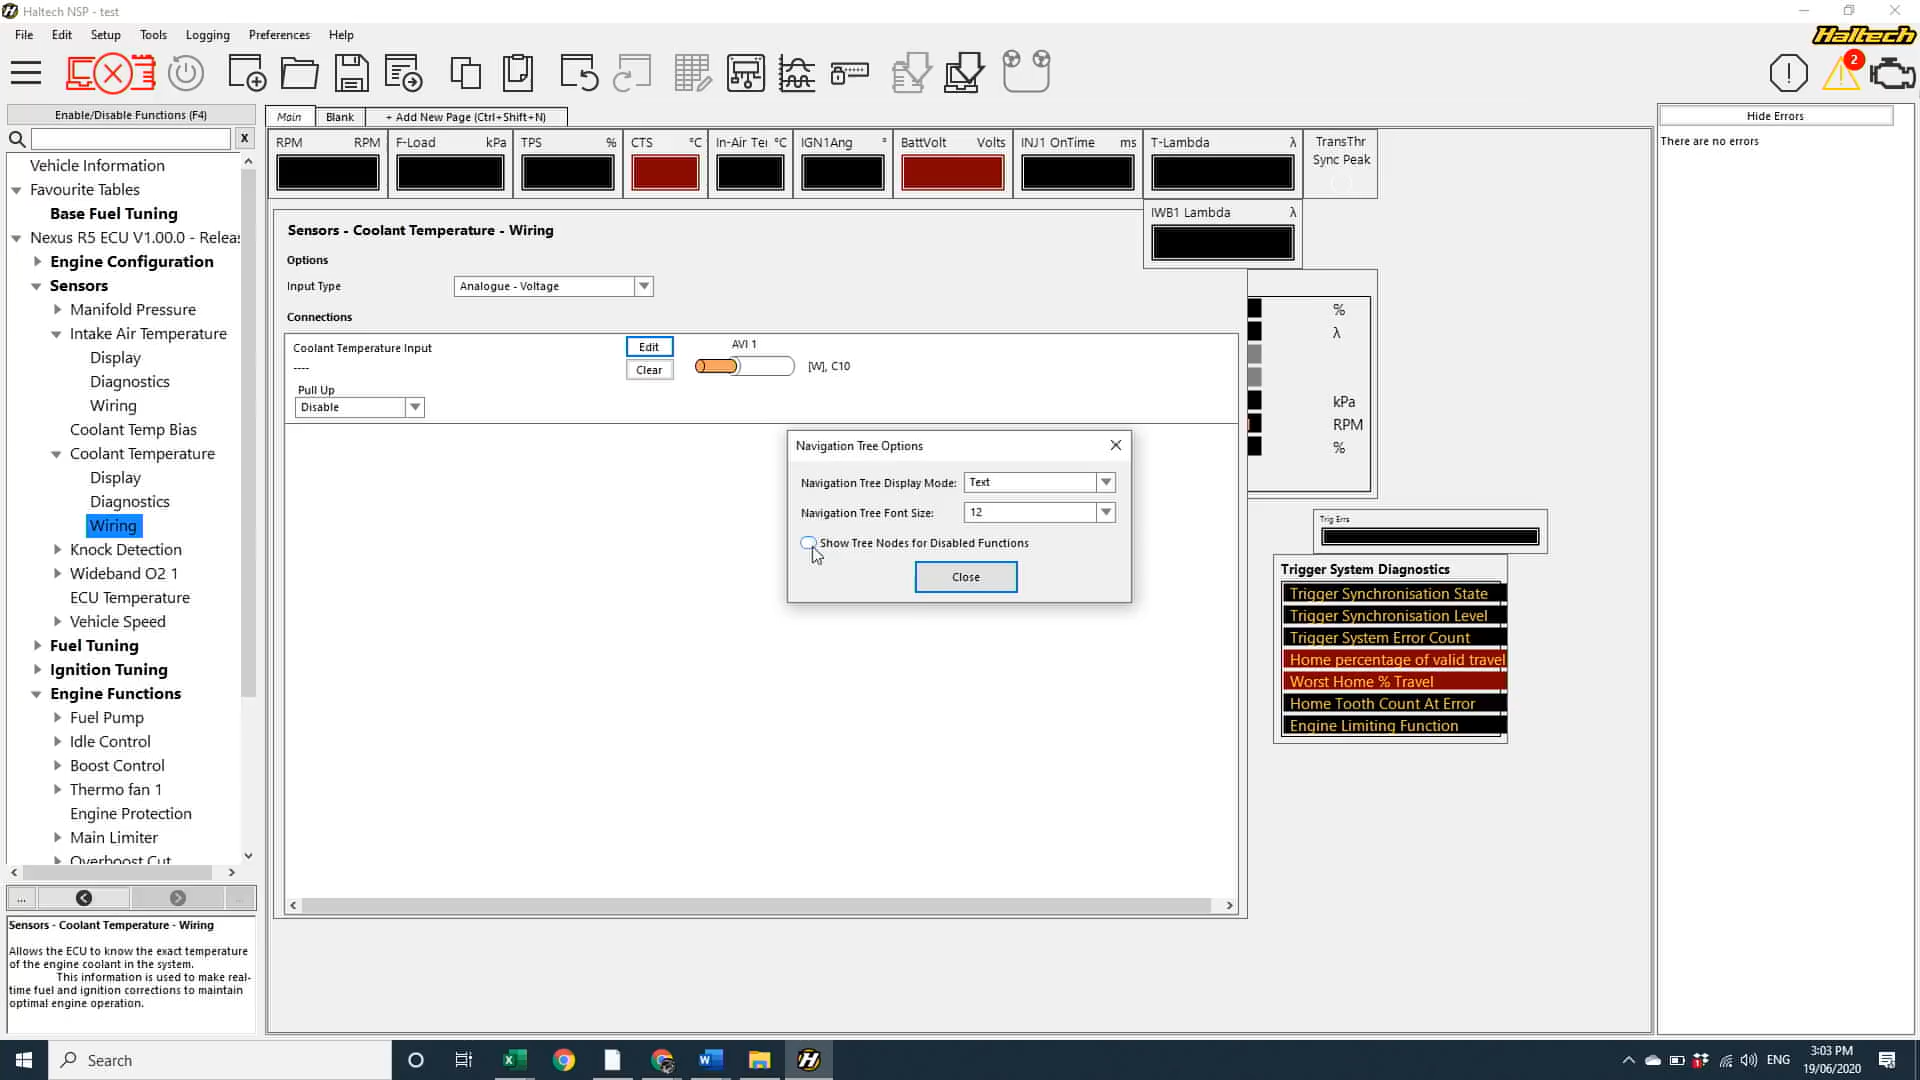 Haltech NSP - test
File Edit Setup Tools Logging Preferences Help
Haltech
2
Enable/Disable Functions (F4)
X
Vehicle Information
Favourite Tables
Base Fuel Tuning
Nexus R5 ECU V1.00.0 - Releas
Engine Configuration
Sensors
Manifold Pressure
Intake Air Temperature
Display
Diagnostics
Wiring
Coolant Temp Bias
Coolant Temperature
Display
Diagnostics
Wiring
Knock Detection
Wideband O2 1
ECU Temperature
Vehicle Speed
Fuel Tuning
Ignition Tuning
Engine Functions
Fuel Pump
Idle Control
Boost Control
Thermo fan 1
Engine Protection
Main Limiter
Overboost Cut
...
...
Sensors - Coolant Temperature - Wiring
Allows the ECU to know the exact temperature
of the engine coolant in the system.
This information is used to make real-
time fuel and ignition corrections to maintain
optimal engine operation.
Main Blank + Add New Page (Ctrl+Shift+N)
RPM RPM
F-Load kPa
TPS %
CTS °C
In-Air Ter °C
IGN1Ang °
BattVolt Volts
INJ1 OnTime ms
T-Lambda λ
TransThr
Sync Peak
IWB1 Lambda λ
Sensors - Coolant Temperature - Wiring
Options
Input Type Analogue - Voltage
Connections
Coolant Temperature Input
----
Edit
Clear
AVI 1
[W], C10
Pull Up
Disable
Navigation Tree Options
Navigation Tree Display Mode: Text
Navigation Tree Font Size: 12
Show Tree Nodes for Disabled Functions
Close
%
λ
kPa
RPM
%
Trig Errs
Trigger System Diagnostics
Trigger Synchronisation State
Trigger Synchronisation Level
Trigger System Error Count
Home percentage of valid travel
Worst Home % Travel
Home Tooth Count At Error
Engine Limiting Function
Hide Errors
There are no errors
Search
ENG
3:03 PM
19/06/2020